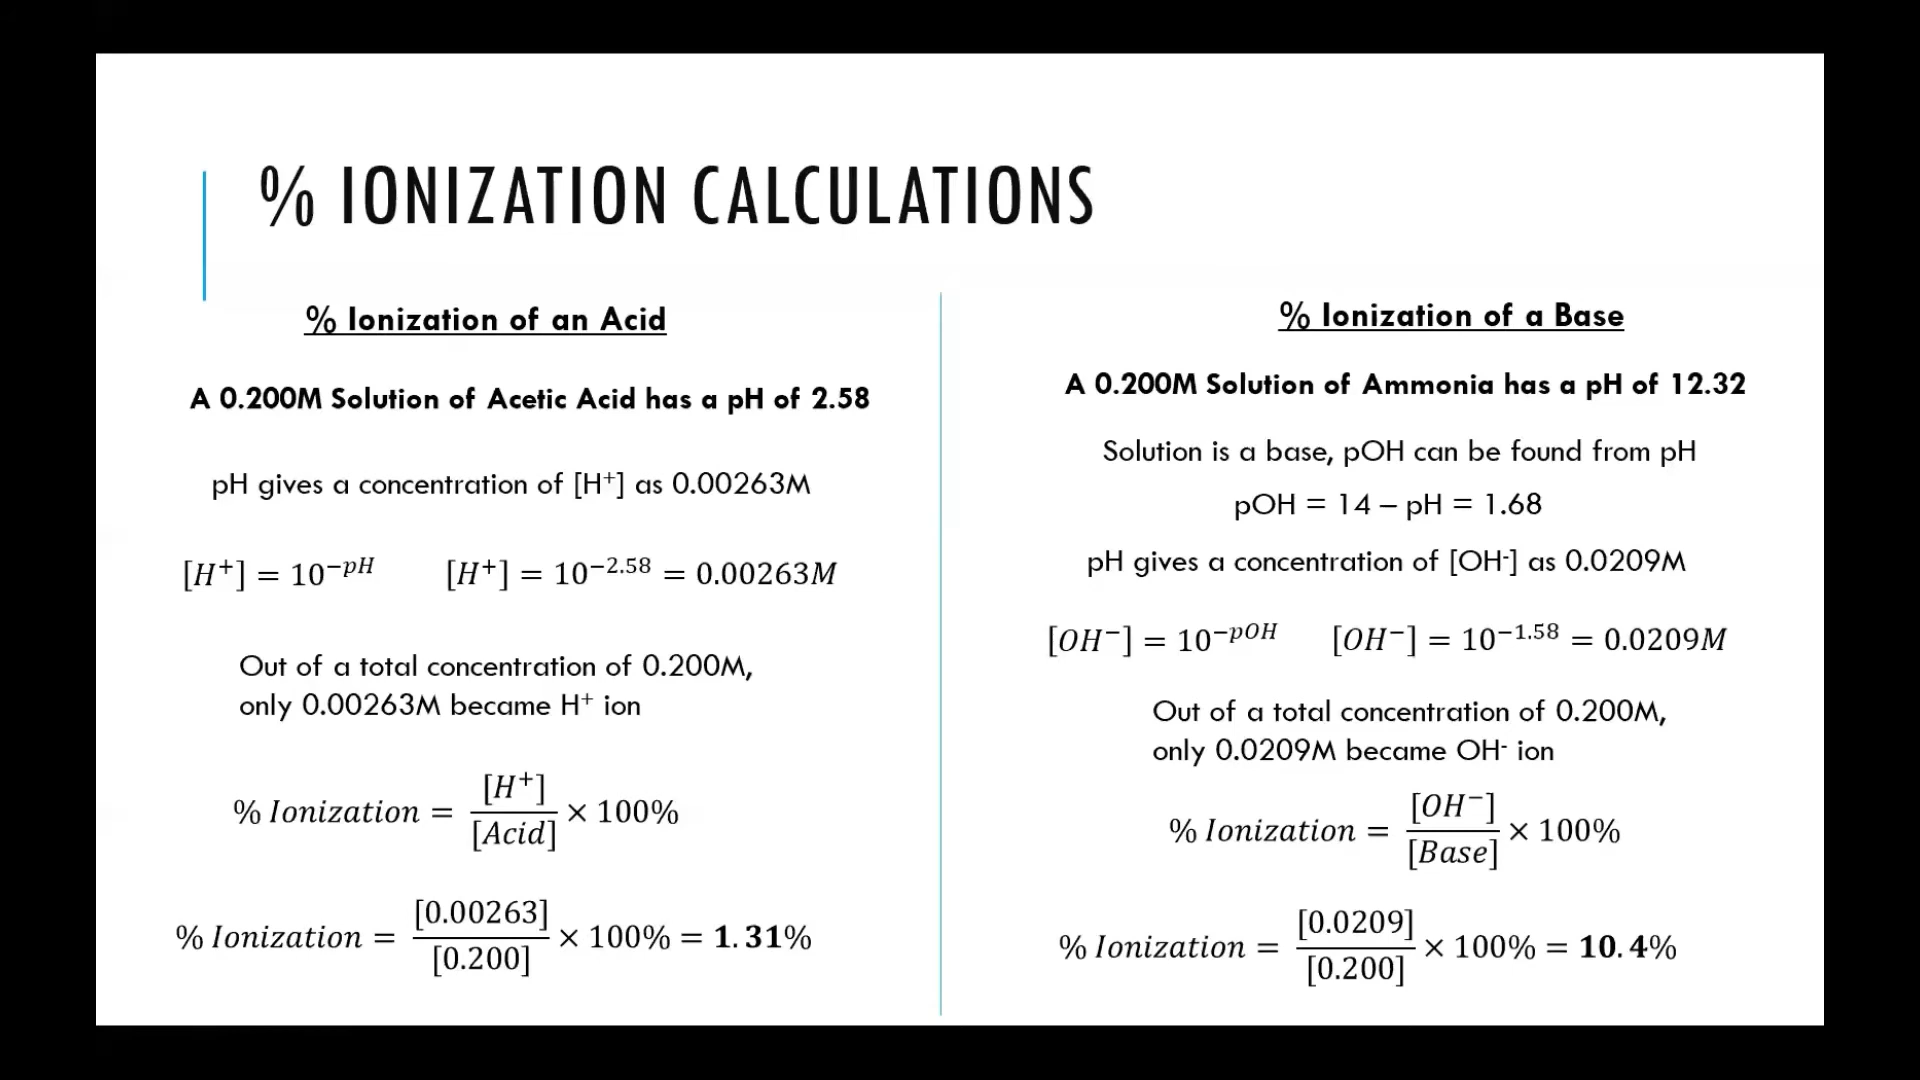 % IONIZATION CALCULATIONS
% Ionization of an Acid
A 0.200M Solution of Acetic Acid has a pH of 2.58
pH gives a concentration of [H⁺] as 0.00263M
[H⁺] = 10^−pH [H⁺] = 10^−2.58 = 0.00263M
Out of a total concentration of 0.200M,
only 0.00263M became H⁺ ion
% Ionization = [H⁺]/[Acid] × 100%
% Ionization = [0.00263]/[0.200] × 100% = 1.31%
% Ionization of a Base
A 0.200M Solution of Ammonia has a pH of 12.32
Solution is a base, pOH can be found from pH
pOH = 14 – pH = 1.68
pH gives a concentration of [OH⁻] as 0.0209M
[OH⁻] = 10^−pOH [OH⁻] = 10^−1.58 = 0.0209M
Out of a total concentration of 0.200M,
only 0.0209M became OH⁻ ion
% Ionization = [OH⁻]/[Base] × 100%
% Ionization = [0.0209]/[0.200] × 100% = 10.4%